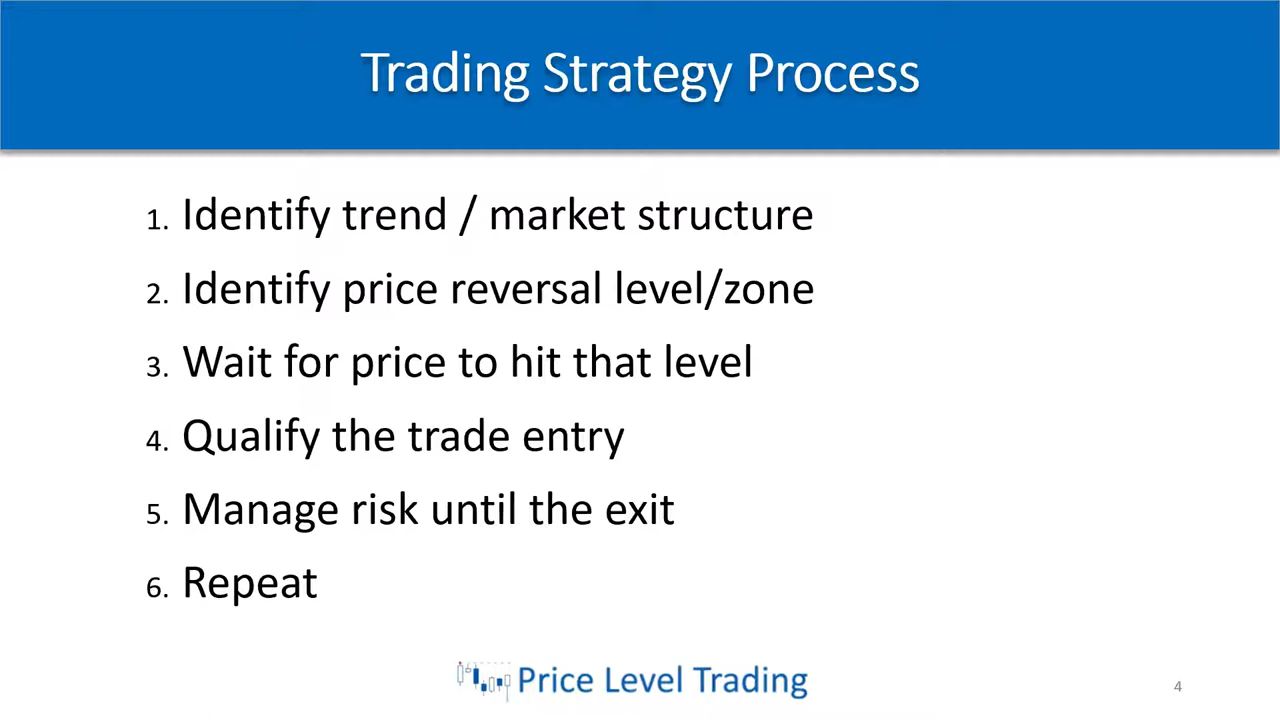 Trading Strategy Process
1. Identify trend / market structure
2. Identify price reversal level/zone
3. Wait for price to hit that level
4. Qualify the trade entry
5. Manage risk until the exit
6. Repeat
Price Level Trading
4